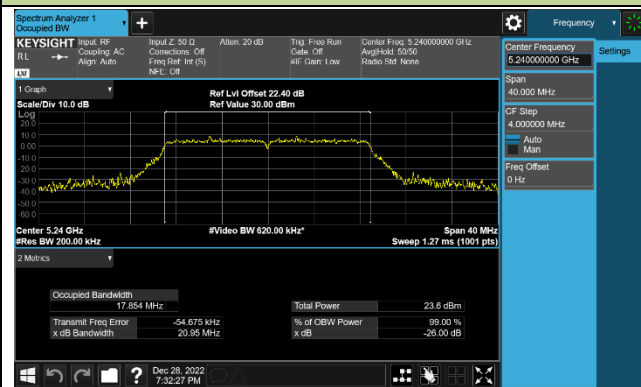 Spectrum Analyzer 1
Occupied BW
Frequency
KEYSIGHT
RL
LXI
Input: RF
Coupling: AC
Align: Auto
Input Z: 50 Ω
Corrections: Off
Freq Ref: Int (S)
NFE: Off
Atten: 20 dB
Trig: Free Run
Gate: Off
#IF Gain: Low
Center Freq: 5.240000000 GHz
Avg|Hold: 50/50
Radio Std: None
Center Frequency
5.240000000 GHz
Settings
Span
40.000 MHz
CF Step
4.000000 MHz
Auto
Man
Freq Offset
0 Hz
1 Graph
Scale/Div 10.0 dB
Ref Lvl Offset 22.40 dB
Ref Value 30.00 dBm
Log
20.0
10.0
0.00
-10.0
-20.0
-30.0
-40.0
-50.0
-60.0
Center 5.24 GHz
#Res BW 200.00 kHz
#Video BW 620.00 kHz*
Span 40 MHz
Sweep 1.27 ms (1001 pts)
2 Metrics
Occupied Bandwidth
17.854 MHz
Total Power 23.6 dBm
Transmit Freq Error -54.675 kHz
% of OBW Power 99.00 %
x dB Bandwidth 20.95 MHz
x dB -26.00 dB
?
Dec 28, 2022
7:32:27 PM